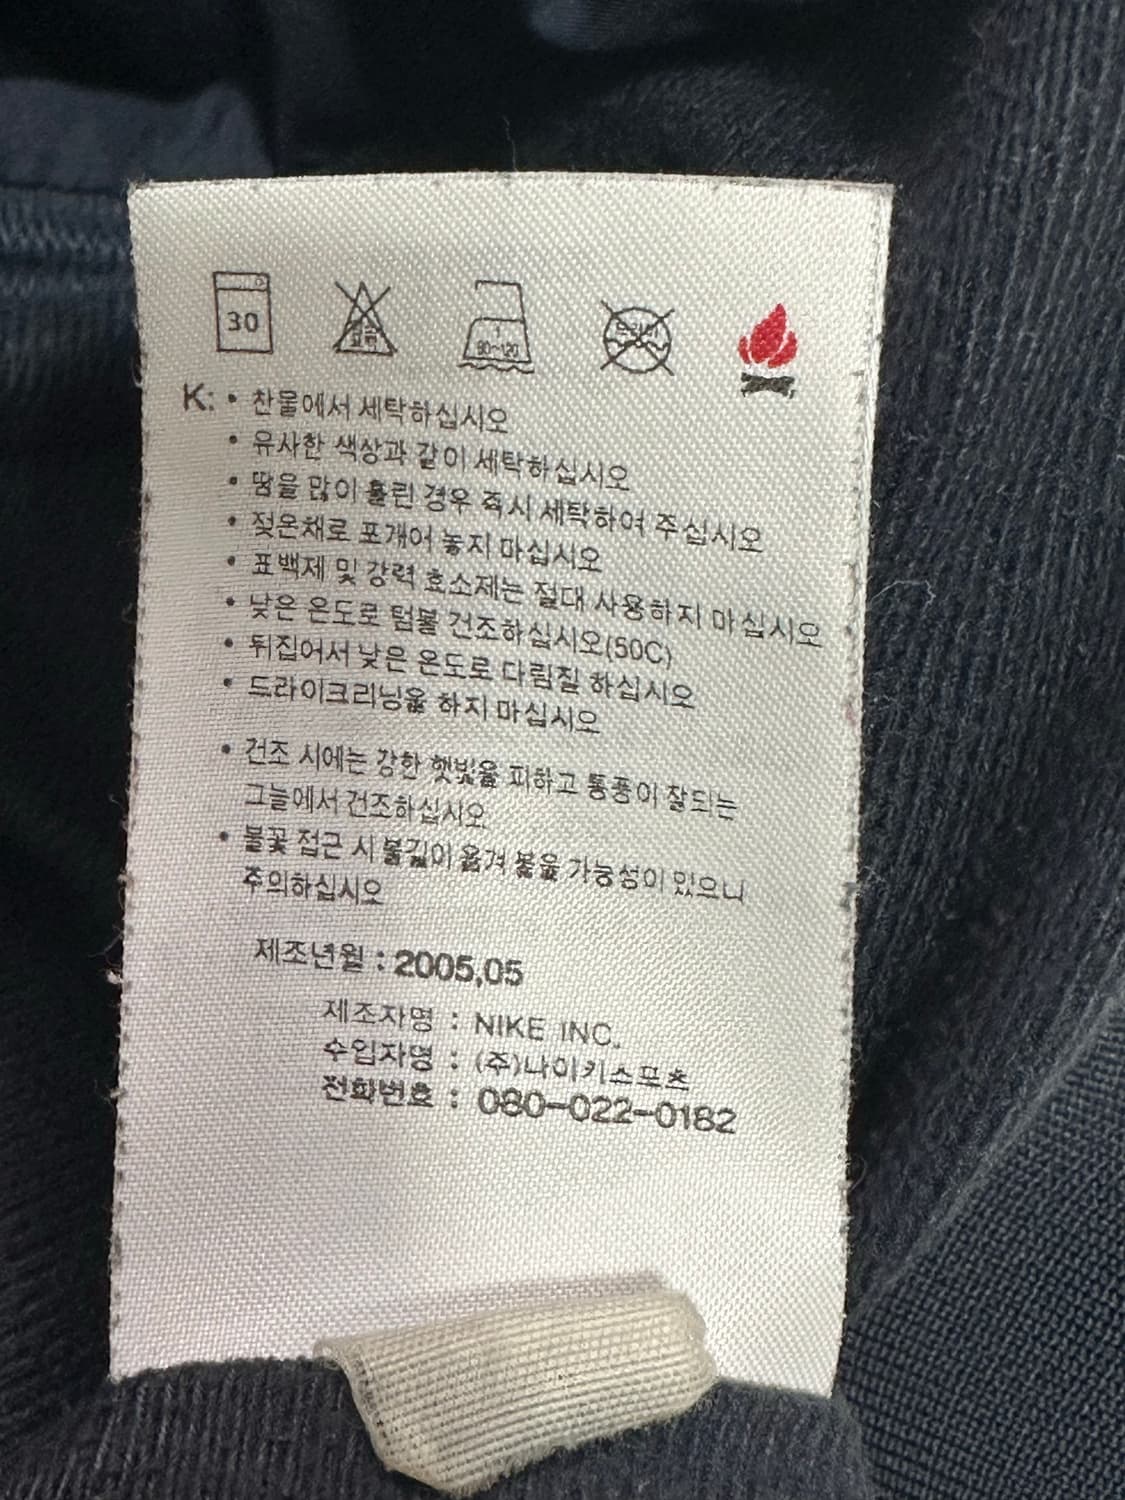 30
염소
80~120
드라이
K: • 찬물에서 세탁하십시오
• 유사한 색상과 같이 세탁하십시오
• 땀을 많이 흘린 경우 즉시 세탁하여 주십시오
• 젖은채로 포개어 놓지 마십시오
• 표백제 및 강력 효소제는 절대 사용하지 마십시오
• 낮은 온도로 텀블 건조하십시오(50C)
• 뒤집어서 낮은 온도로 다림질 하십시오
• 드라이크리닝을 하지 마십시오
• 건조 시에는 강한 햇빛을 피하고 통풍이 잘되는
그늘에서 건조하십시오
• 불꽃 접근 시 불길이 옮겨 붙을 가능성이 있으니
주의하십시오
제조년월 : 2005,05
제조자명 : NIKE INC.
수입자명 : (주)나이키스포츠
전화번호 : 080-022-0182